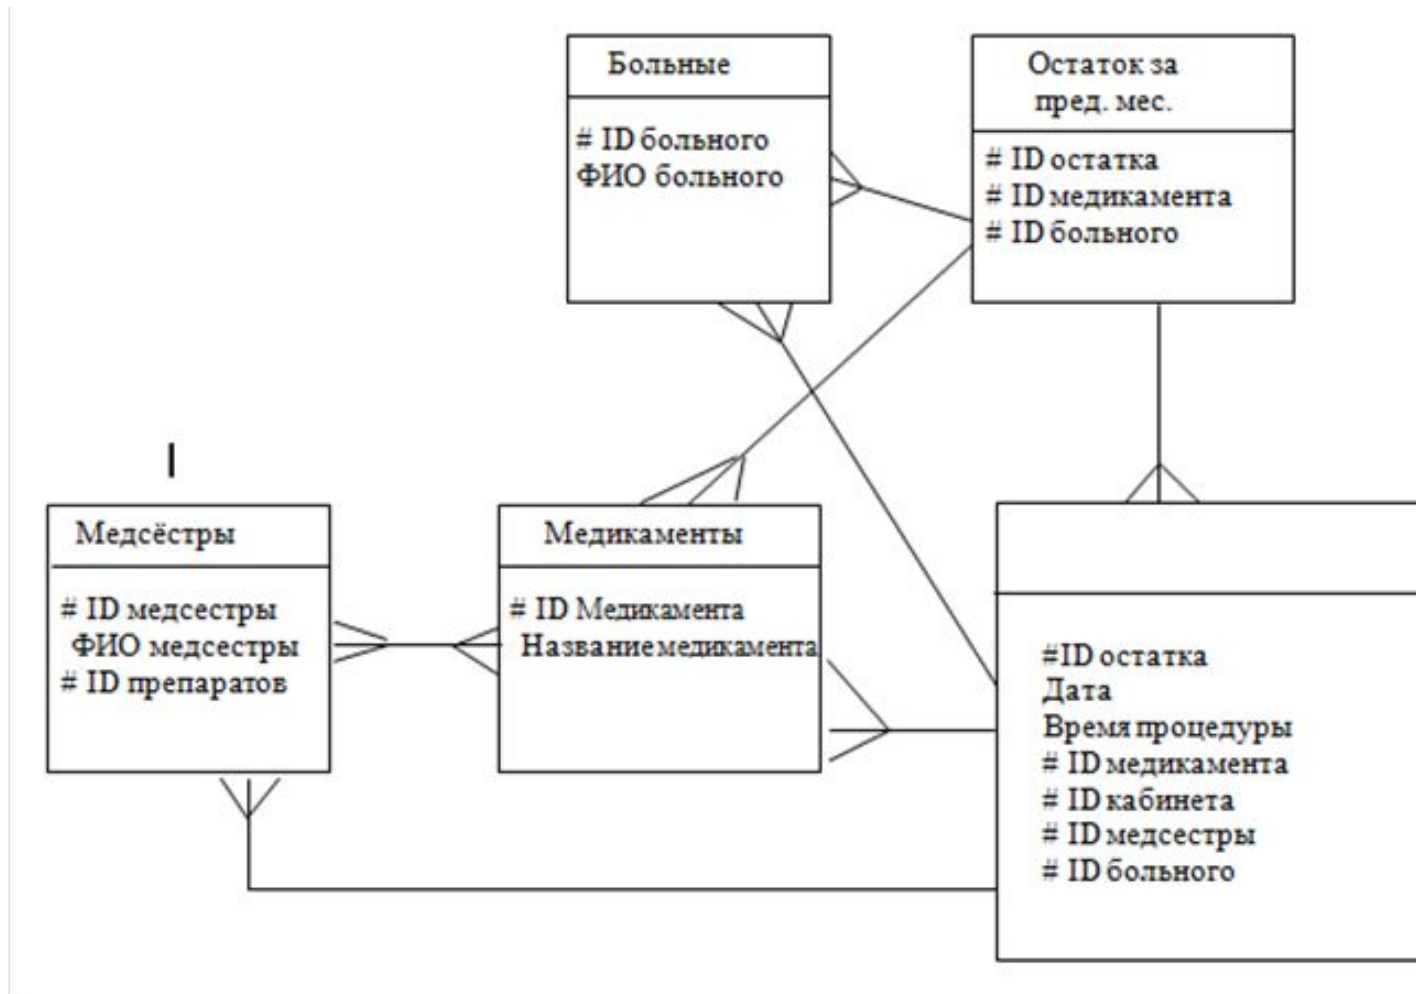 Больные
# ID больного
ФИО больного
Остаток за
пред. мес.
# ID остатка
# ID медикамента
# ID больного
Медсёстры
# ID медсестры
ФИО медсестры
# ID препаратов
Медикаменты
# ID Медикамента
Название медикамента
#ID остатка
Дата
Время процедуры
# ID медикамента
# ID кабинета
# ID медсестры
# ID больного